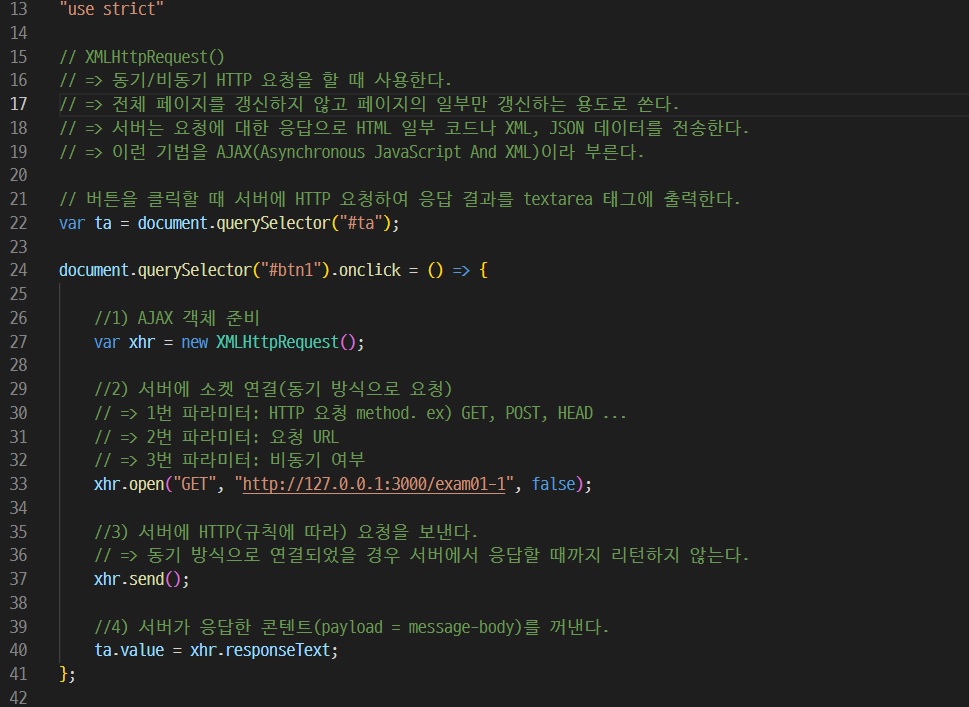 13 "use strict"
14
15 // XMLHttpRequest()
16 // => 동기/비동기 HTTP 요청을 할 때 사용한다.
17 // => 전체 페이지를 갱신하지 않고 페이지의 일부만 갱신하는 용도로 쓴다.
18 // => 서버는 요청에 대한 응답으로 HTML 일부 코드나 XML, JSON 데이터를 전송한다.
19 // => 이런 기법을 AJAX(Asynchronous JavaScript And XML)이라 부른다.
20
21 // 버튼을 클릭할 때 서버에 HTTP 요청하여 응답 결과를 textarea 태그에 출력한다.
22 var ta = document.querySelector("#ta");
23
24 document.querySelector("#btn1").onclick = () => {
25
26 //1) AJAX 객체 준비
27 var xhr = new XMLHttpRequest();
28
29 //2) 서버에 소켓 연결(동기 방식으로 요청)
30 // => 1번 파라미터: HTTP 요청 method. ex) GET, POST, HEAD ...
31 // => 2번 파라미터: 요청 URL
32 // => 3번 파라미터: 비동기 여부
33 xhr.open("GET", "http://127.0.0.1:3000/exam01-1", false);
34
35 //3) 서버에 HTTP(규칙에 따라) 요청을 보낸다.
36 // => 동기 방식으로 연결되었을 경우 서버에서 응답할 때까지 리턴하지 않는다.
37 xhr.send();
38
39 //4) 서버가 응답한 콘텐트(payload = message-body)를 꺼낸다.
40 ta.value = xhr.responseText;
41 };
42